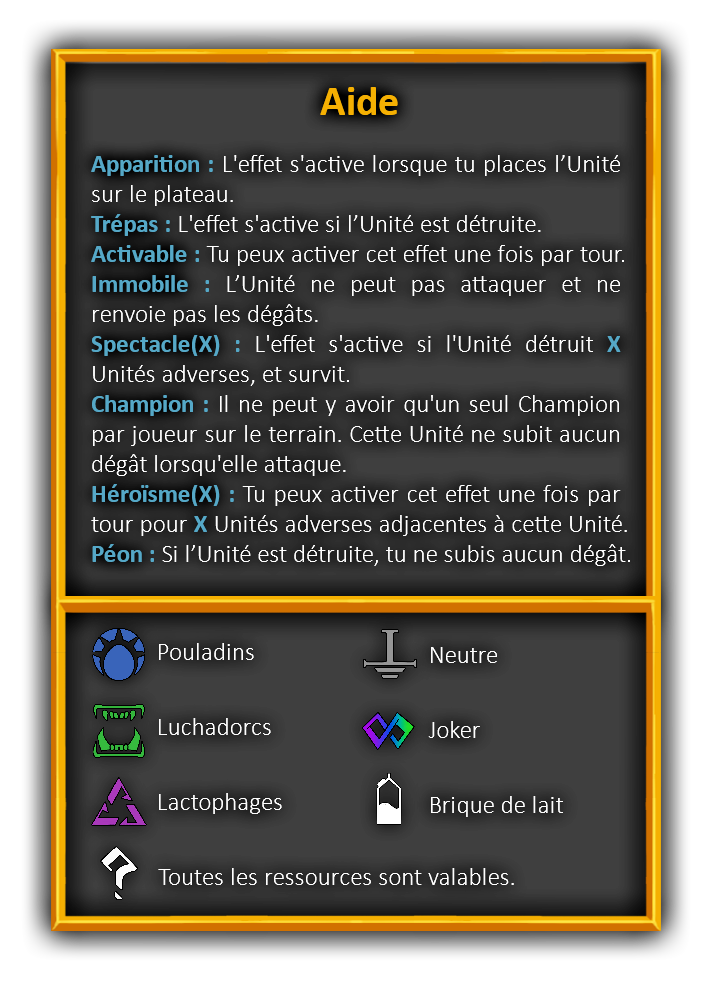 Aide
Apparition : L'effet s'active lorsque tu places l’Unité
sur le plateau.
Trépas : L'effet s'active si l’Unité est détruite.
Activable : Tu peux activer cet effet une fois par tour.
Immobile : L’Unité ne peut pas attaquer et ne
renvoie pas les dégâts.
Spectacle(X) : L'effet s'active si l'Unité détruit X
Unités adverses, et survit.
Champion : Il ne peut y avoir qu'un seul Champion
par joueur sur le terrain. Cette Unité ne subit aucun
dégât lorsqu'elle attaque.
Héroïsme(X) : Tu peux activer cet effet une fois par
tour pour X Unités adverses adjacentes à cette Unité.
Péon : Si l’Unité est détruite, tu ne subis aucun dégât.
Pouladins
Neutre
Luchadorcs
Joker
Lactophages
Brique de lait
Toutes les ressources sont valables.